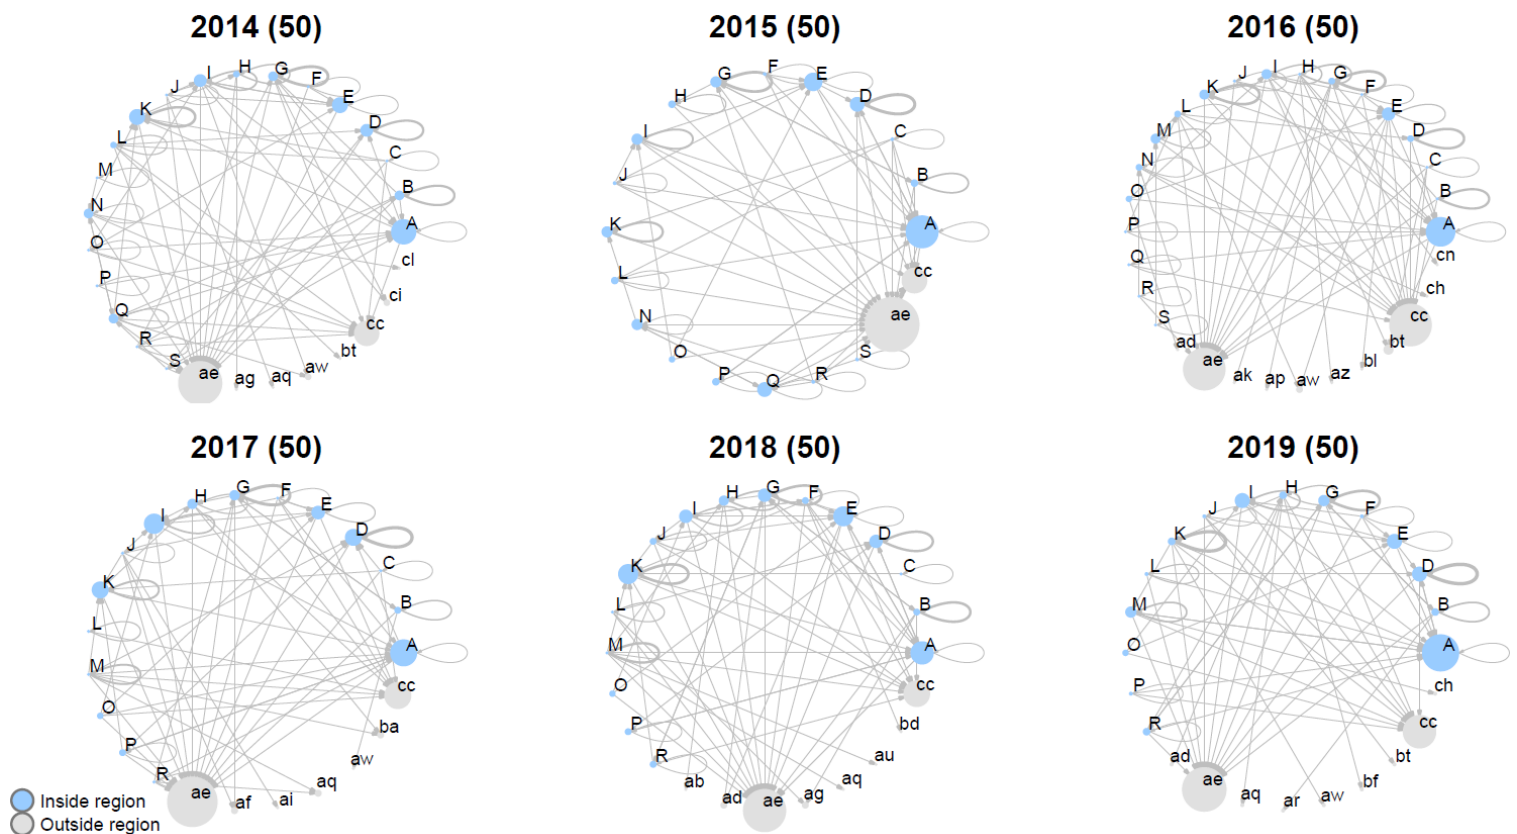 2014 (50)
A
B
C
D
E
F
G
H
I
J
K
L
M
N
O
P
Q
R
S
ae
ag
aq
aw
bt
cc
ci
cl
2015 (50)
A
B
C
D
E
F
G
H
I
J
K
L
N
O
P
Q
R
S
ae
cc
2016 (50)
A
B
C
D
E
F
G
H
I
J
K
L
M
N
O
P
Q
R
S
ad
ae
ak
ap
aw
az
bl
bt
cc
ch
cn
2017 (50)
A
B
C
D
E
F
G
H
I
J
K
L
M
O
P
R
ae
af
ai
aq
aw
ba
cc
2018 (50)
A
B
C
D
E
F
G
H
I
J
K
L
M
O
P
R
ab
ad
ae
ag
aq
au
bd
cc
2019 (50)
A
B
D
E
F
G
H
I
J
K
L
M
O
P
R
ad
ae
aq
ar
aw
bf
bt
cc
ch
Inside region
Outside region